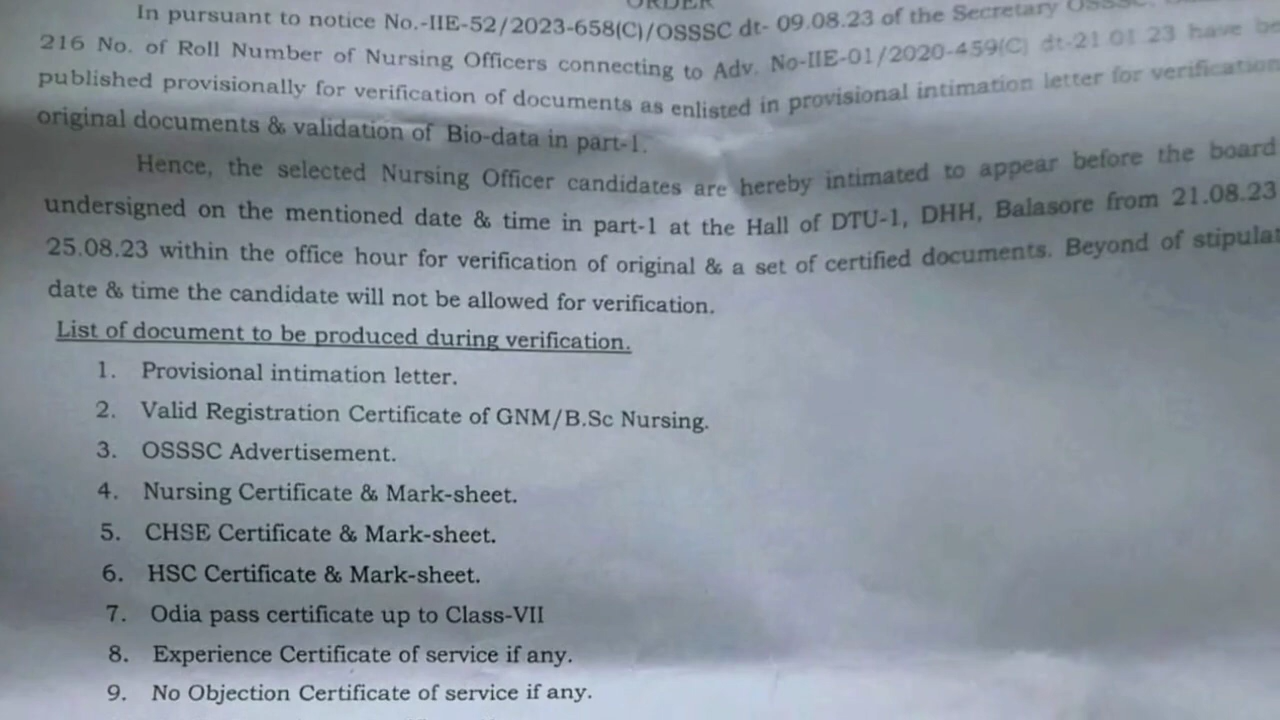 ORDER
In pursuant to notice No.-IIE-52/2023-658(C)/OSSSC dt- 09.08.23 of the Secretary OSSSC,
216 No. of Roll Number of Nursing Officers connecting to Adv. No-IIE-01/2020-459(C) dt-21 01 23 have be
published provisionally for verification of documents as enlisted in provisional intimation letter for verification
original documents & validation of Bio-data in part-1.
Hence, the selected Nursing Officer candidates are hereby intimated to appear before the board
undersigned on the mentioned date & time in part-1 at the Hall of DTU-1, DHH, Balasore from 21.08.23
25.08.23 within the office hour for verification of original & a set of certified documents. Beyond of stipulat
date & time the candidate will not be allowed for verification.
List of document to be produced during verification.
1. Provisional intimation letter.
2. Valid Registration Certificate of GNM/B.Sc Nursing.
3. OSSSC Advertisement.
4. Nursing Certificate & Mark-sheet.
5. CHSE Certificate & Mark-sheet.
6. HSC Certificate & Mark-sheet.
7. Odia pass certificate up to Class-VII
8. Experience Certificate of service if any.
9. No Objection Certificate of service if any.